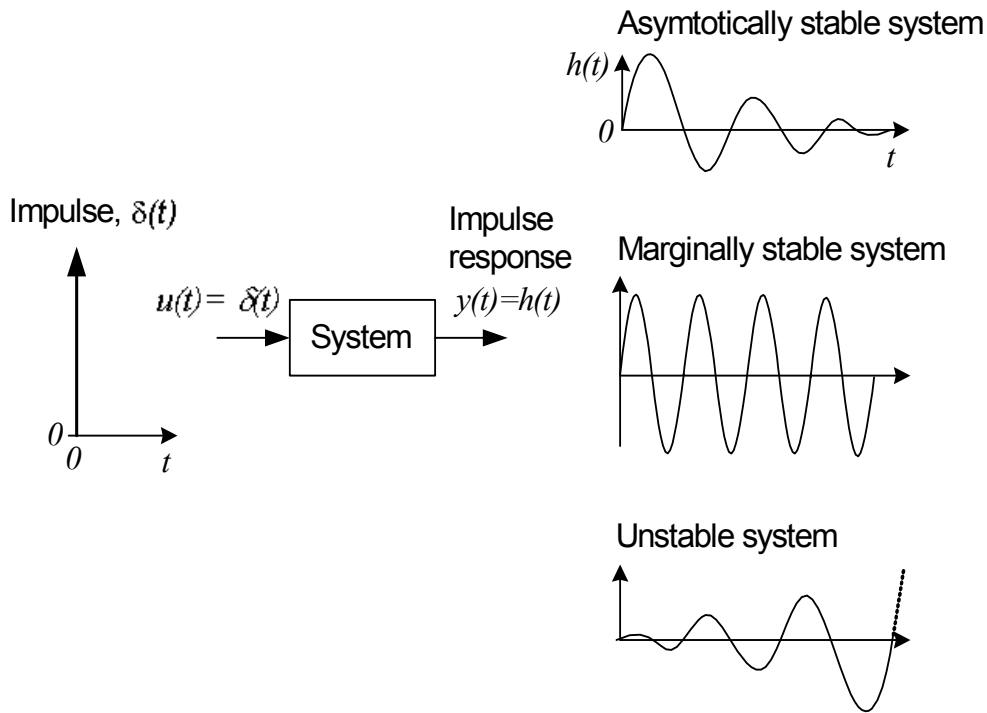 Asymtotically stable system
h(t)
0
t
Impulse, δ(t)
0
0
t
u(t)= δ(t)
System
Impulse
response
y(t)=h(t)
Marginally stable system
Unstable system